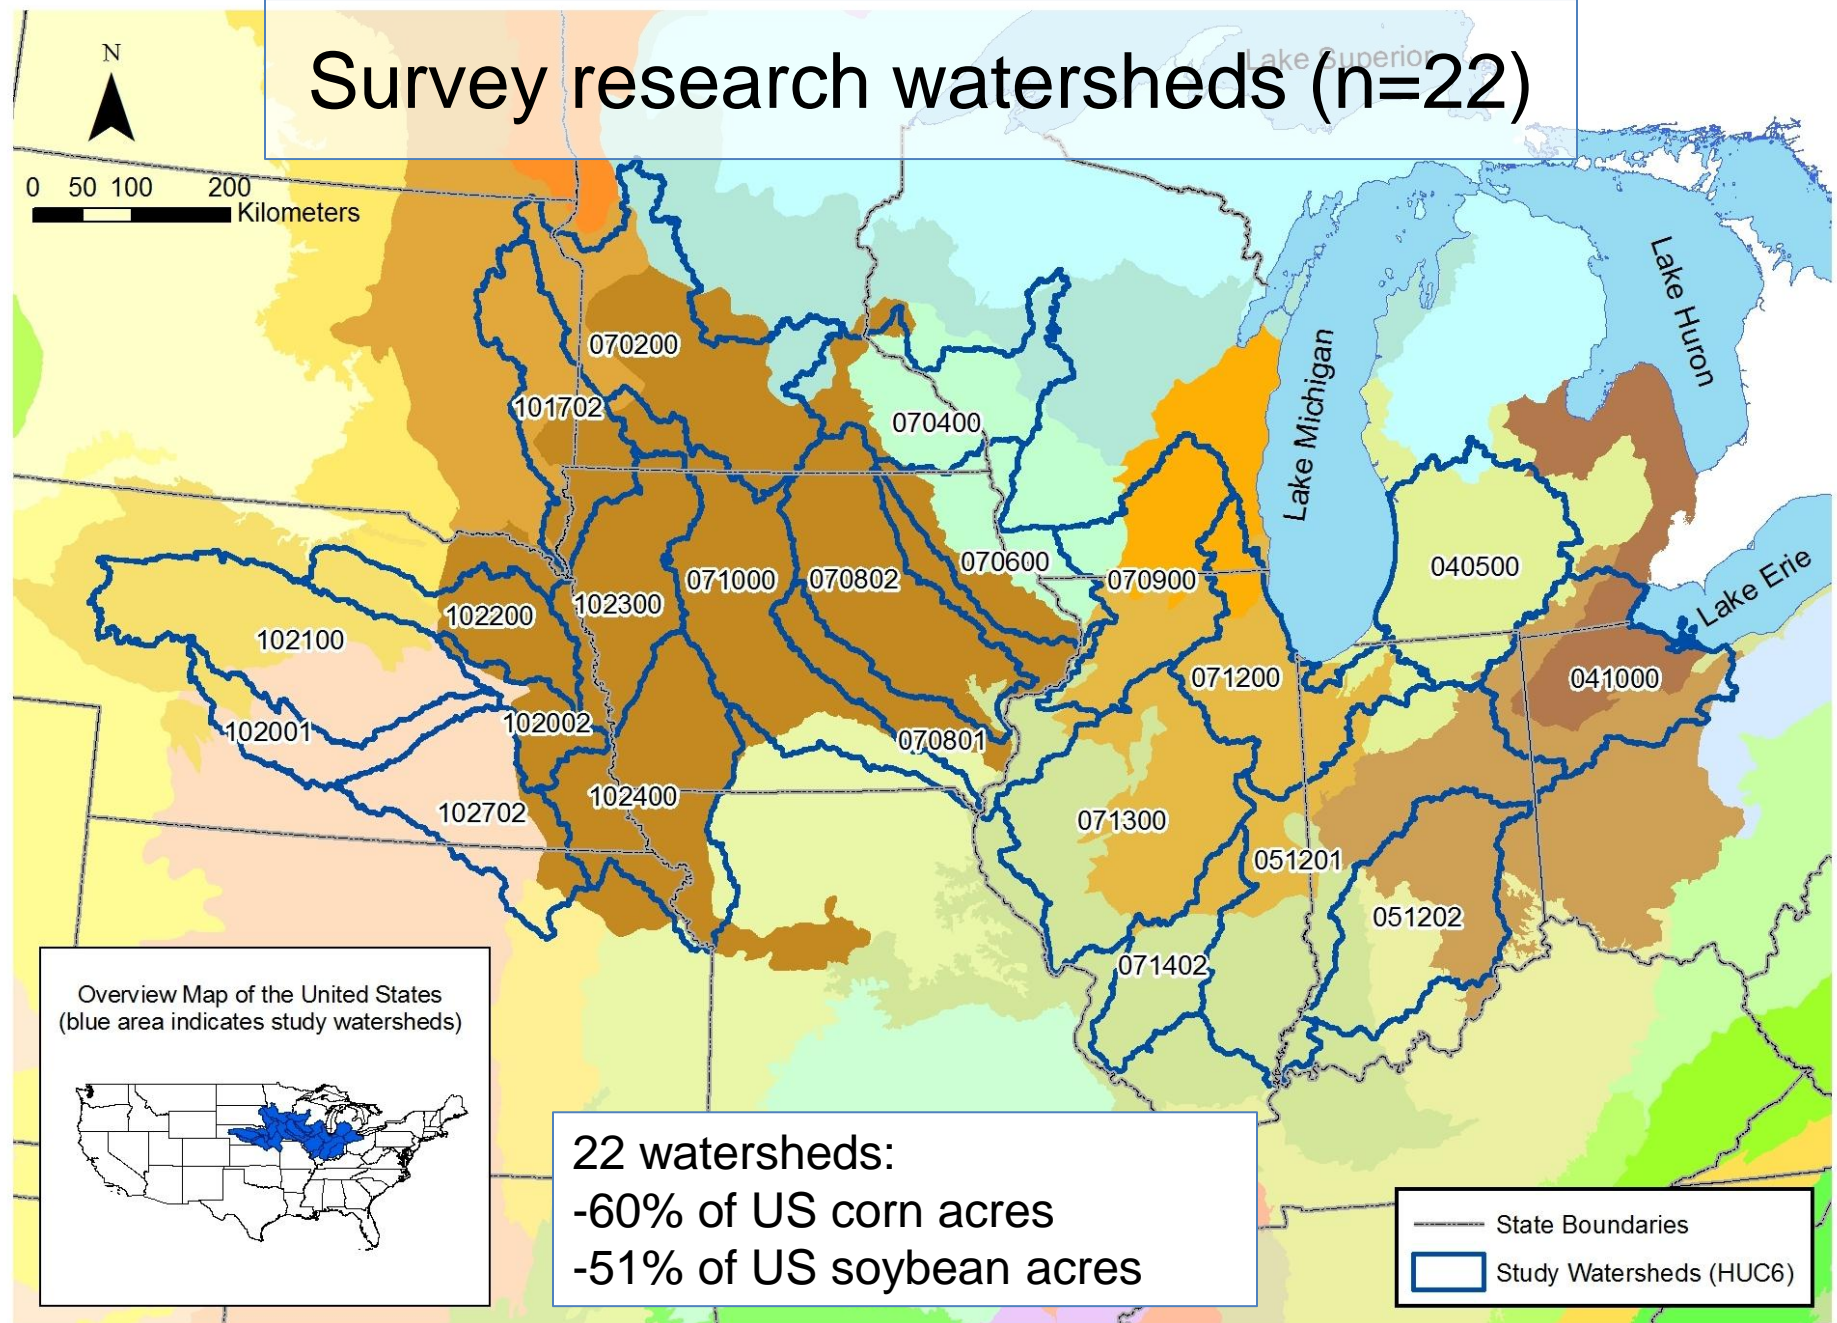 Survey research watersheds (n=22)
Lake Superior
N
0 50 100 200
Kilometers
070200
101702
070400
Lake Michigan
Lake Huron
Lake Erie
070600
070900
040500
071000
070802
102200
102300
102100
071200
041000
102001
102002
070801
102400
102702
071300
051201
051202
071402
Overview Map of the United States
(blue area indicates study watersheds)
22 watersheds:
-60% of US corn acres
-51% of US soybean acres
State Boundaries
Study Watersheds (HUC6)